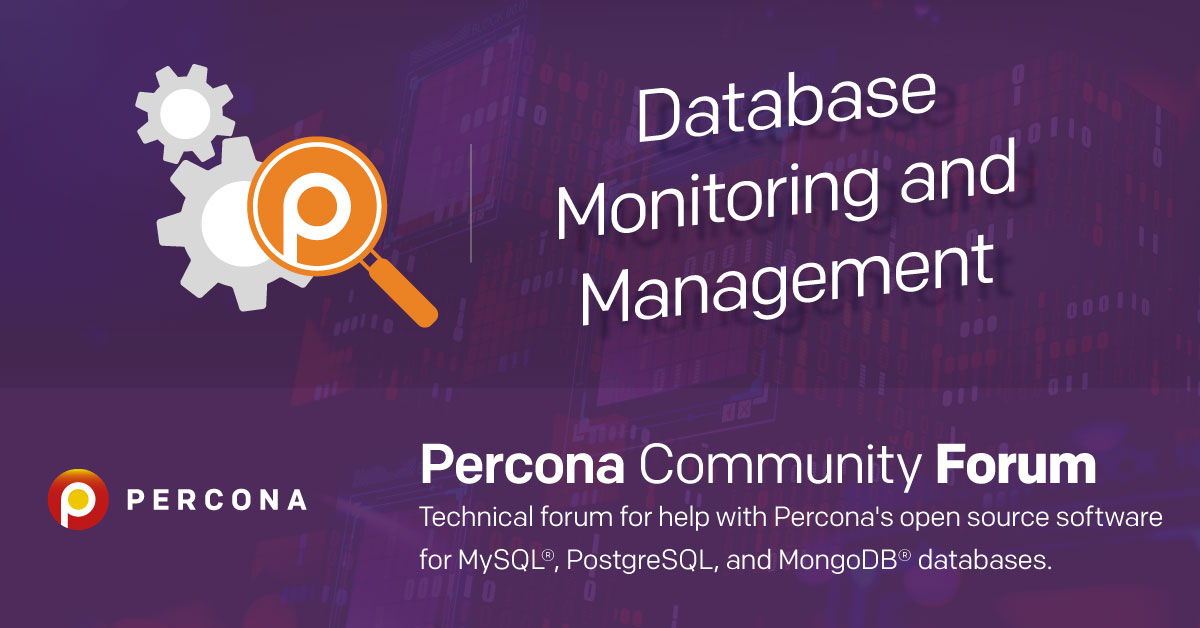 Database
Monitoring and
Management
PERCONA
Percona Community Forum
Technical forum for help with Percona's open source software
for MySQL®, PostgreSQL, and MongoDB® databases.